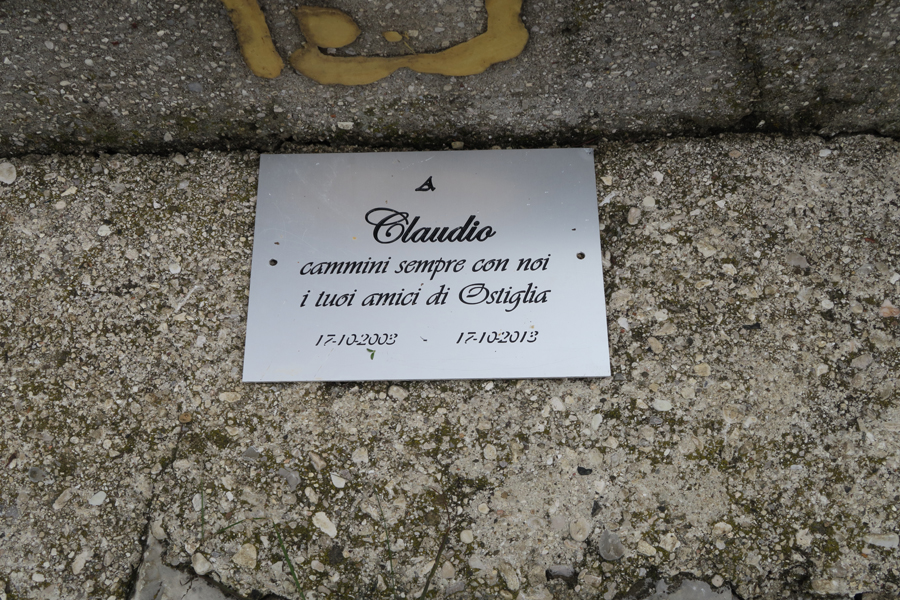 A
Claudio
cammini sempre con noi
i tuoi amici di Ostiglia
17-10-2003 - 17-10-2013